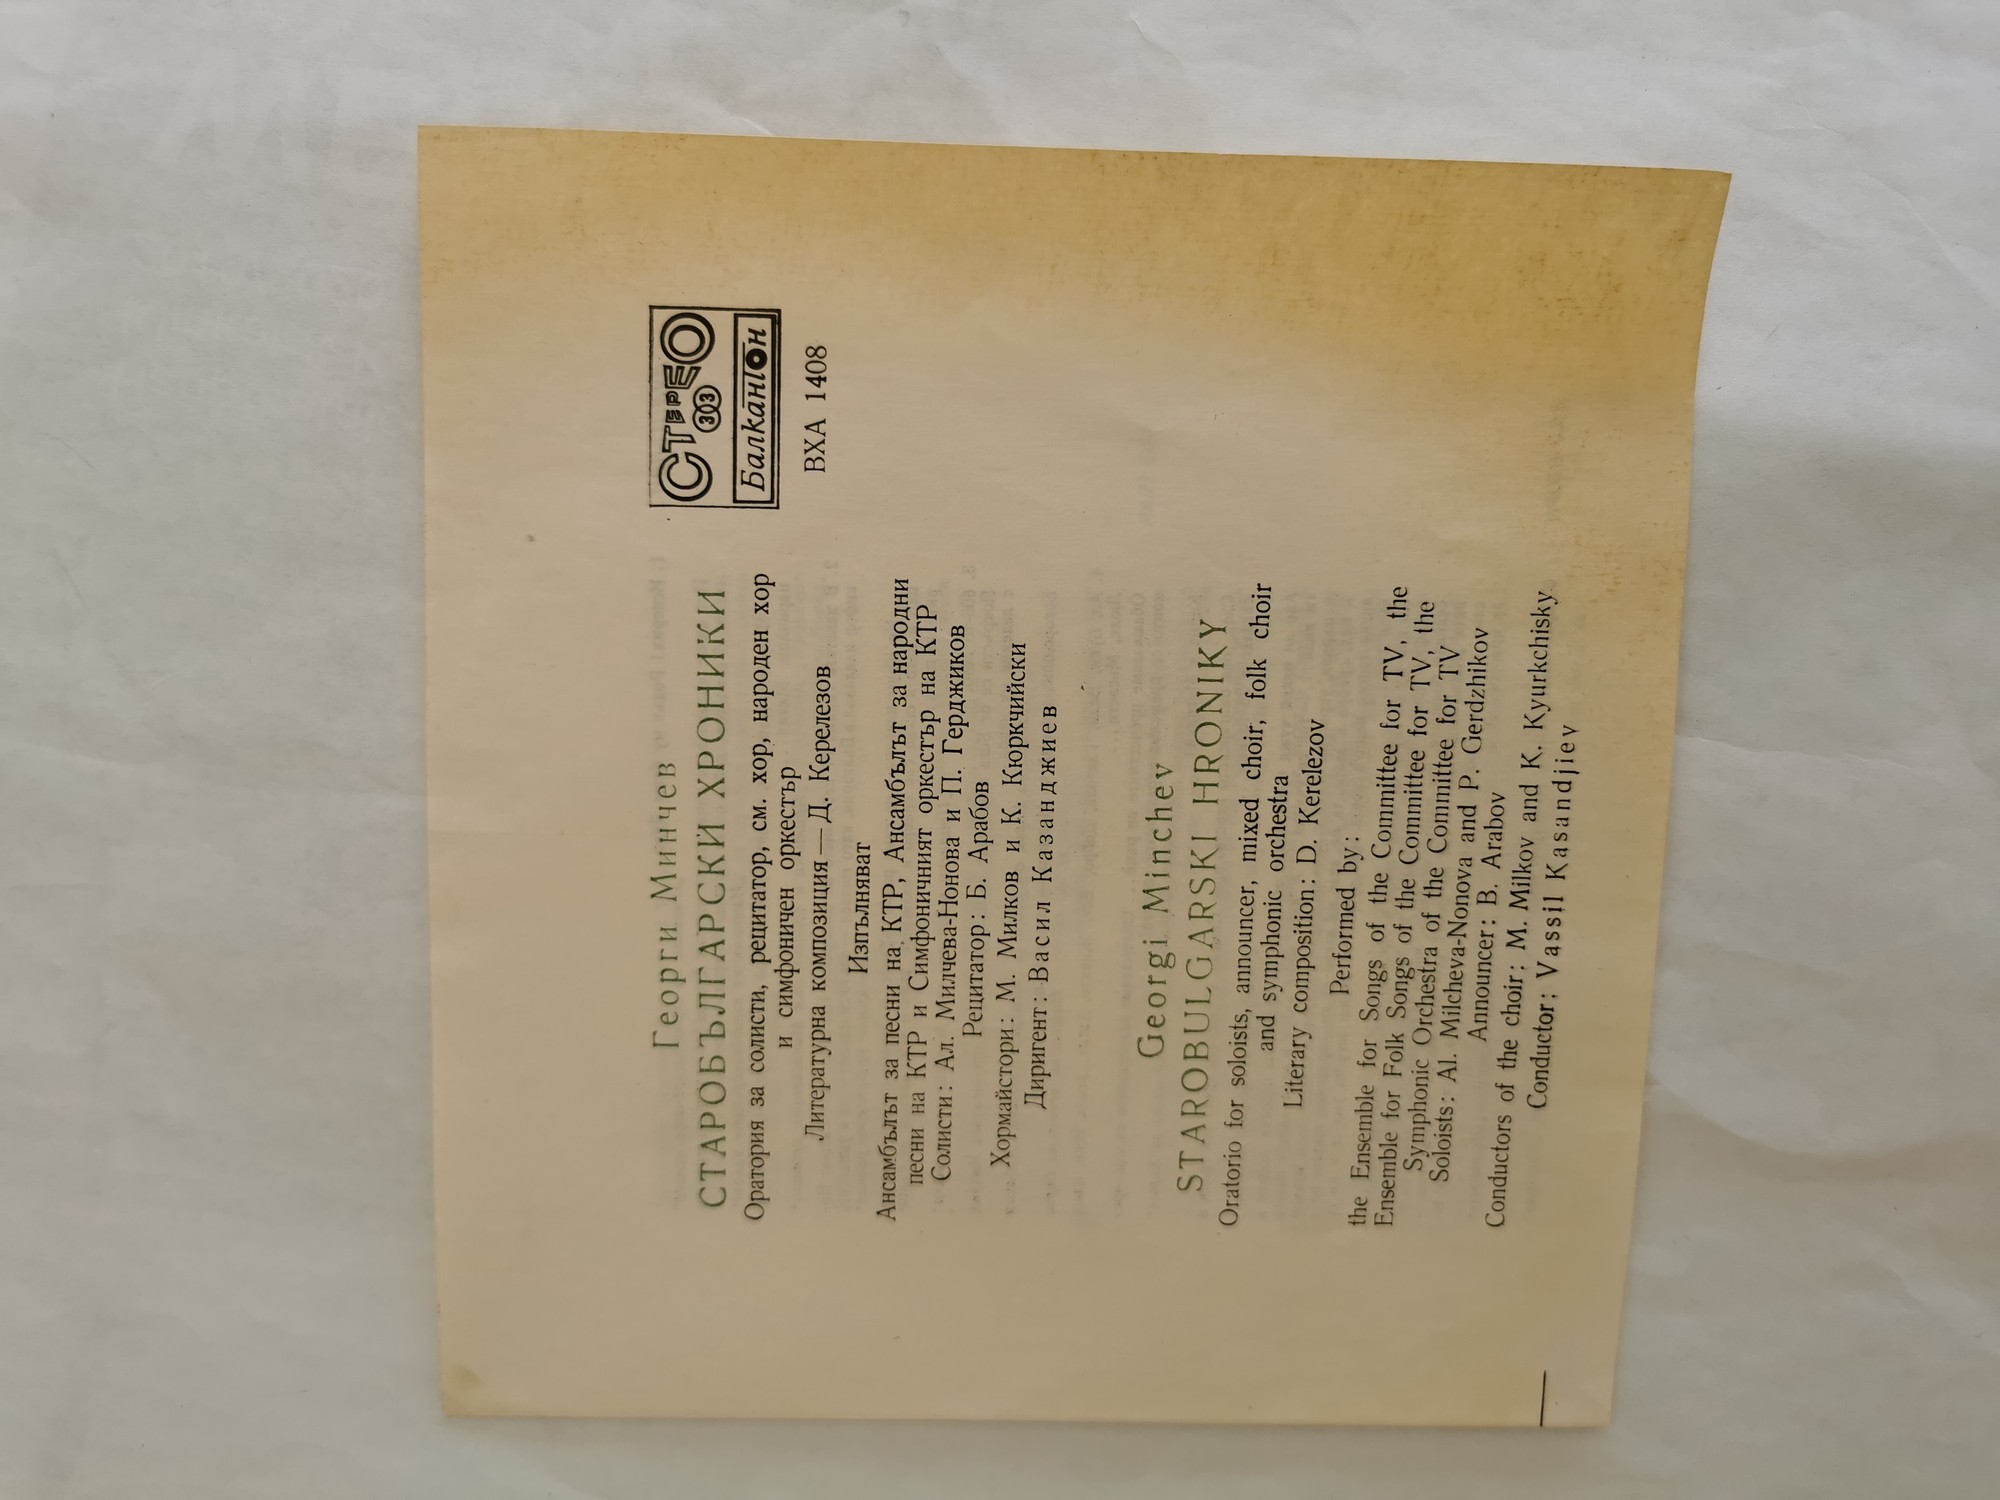 СТЕРЕО
33
Балкантон
ВХА 1408
Георги Минчев
СТАРОБЪЛГАРСКИ ХРОНИКИ
Оратория за солисти, рецитатор, см. хор, народен хор
и симфоничен оркестър
Литературна композиция — Д. Керелезов
Изпълняват
Ансамбълът за песни на КТР, Ансамбълът за народни
песни на КТР и Симфоничният оркестър на КТР
Солисти: Ал. Милчева-Нонова и П. Герджиков
Рецитатор: Б. Арабов
Хормайстори: М. Милков и К. Кюркчийски
Диригент: Васил Казанджиев
Georgi Minchev
STAROBULGARSKI HRONIKY
Oratorio for soloists, announcer, mixed choir, folk choir
and symphonic orchestra
Literary composition: D. Kerelezov
Performed by:
the Ensemble for Songs of the Committee for TV, the
Ensemble for Folk Songs of the Committee for TV, the
Symphonic Orchestra of the Committee for TV
Soloists: Al. Milcheva-Nonova and P. Gerdzhikov
Announcer: B. Arabov
Conductors of the choir: M. Milkov and K. Kyurkchisky
Conductor: Vassil Kasandjiev